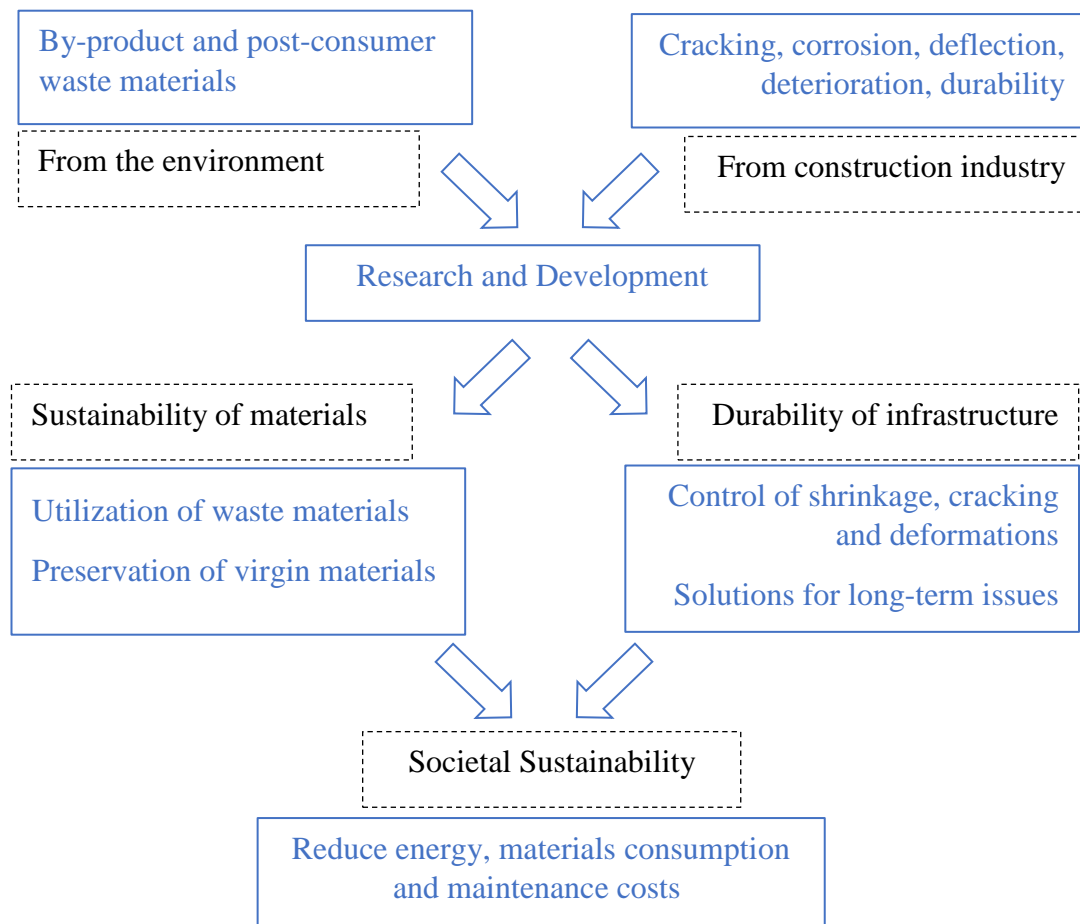 By-product and post-consumer
waste materials
From the environment
Cracking, corrosion, deflection,
deterioration, durability
From construction industry
Research and Development
Sustainability of materials
Utilization of waste materials
Preservation of virgin materials
Durability of infrastructure
Control of shrinkage, cracking
and deformations
Solutions for long-term issues
Societal Sustainability
Reduce energy, materials consumption
and maintenance costs